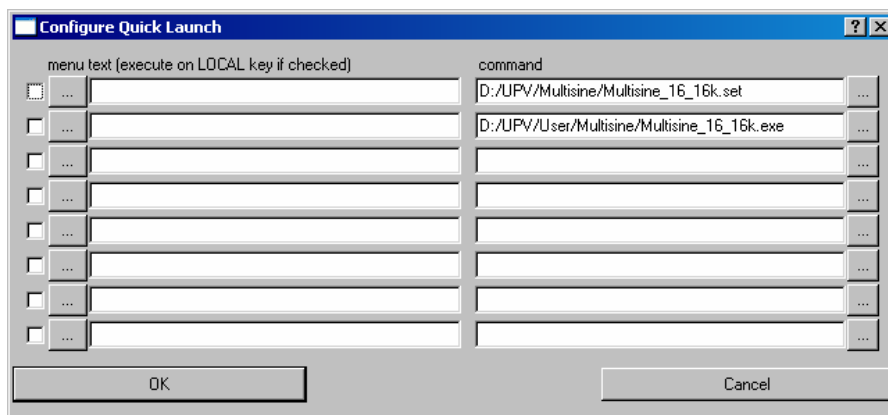 Configure Quick Launch
menu text (execute on LOCAL key if checked) command
... D:/UPV/Multisine/Multisine_16_16k.set ...
... D:/UPV/User/Multisine/Multisine_16_16k.exe ...
... ...
... ...
... ...
... ...
... ...
... ...
OK Cancel